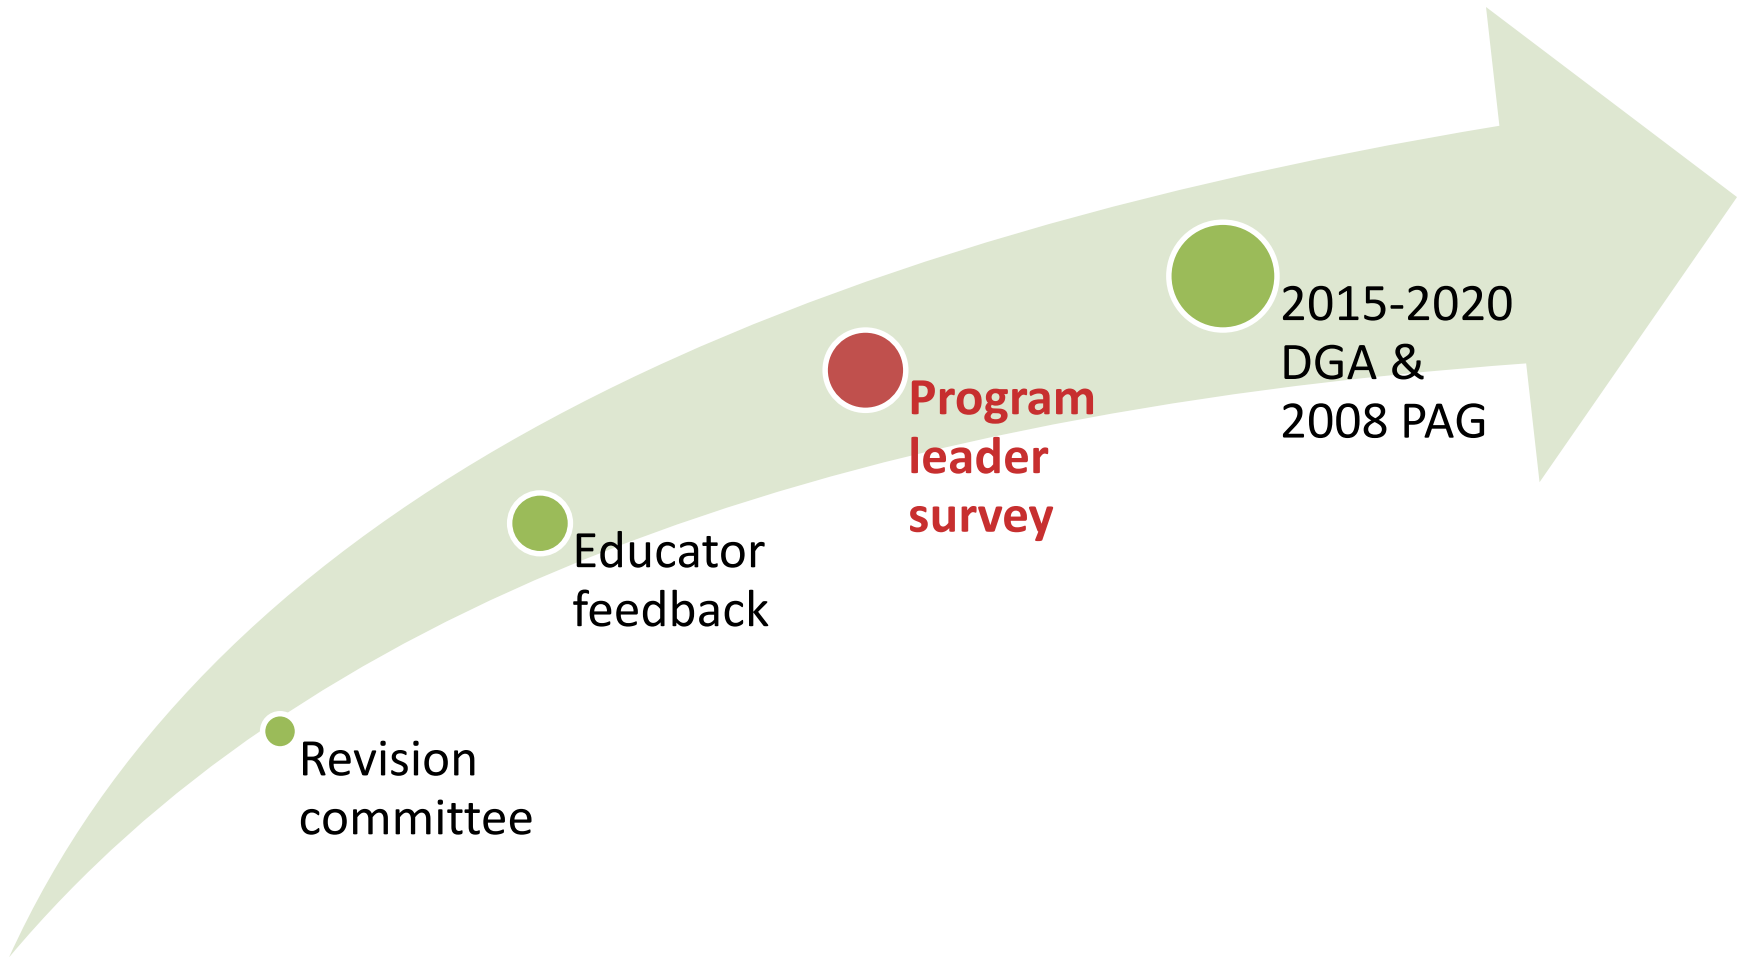 Revision
committee
Educator
feedback
Program
leader
survey
2015-2020
DGA &
2008 PAG